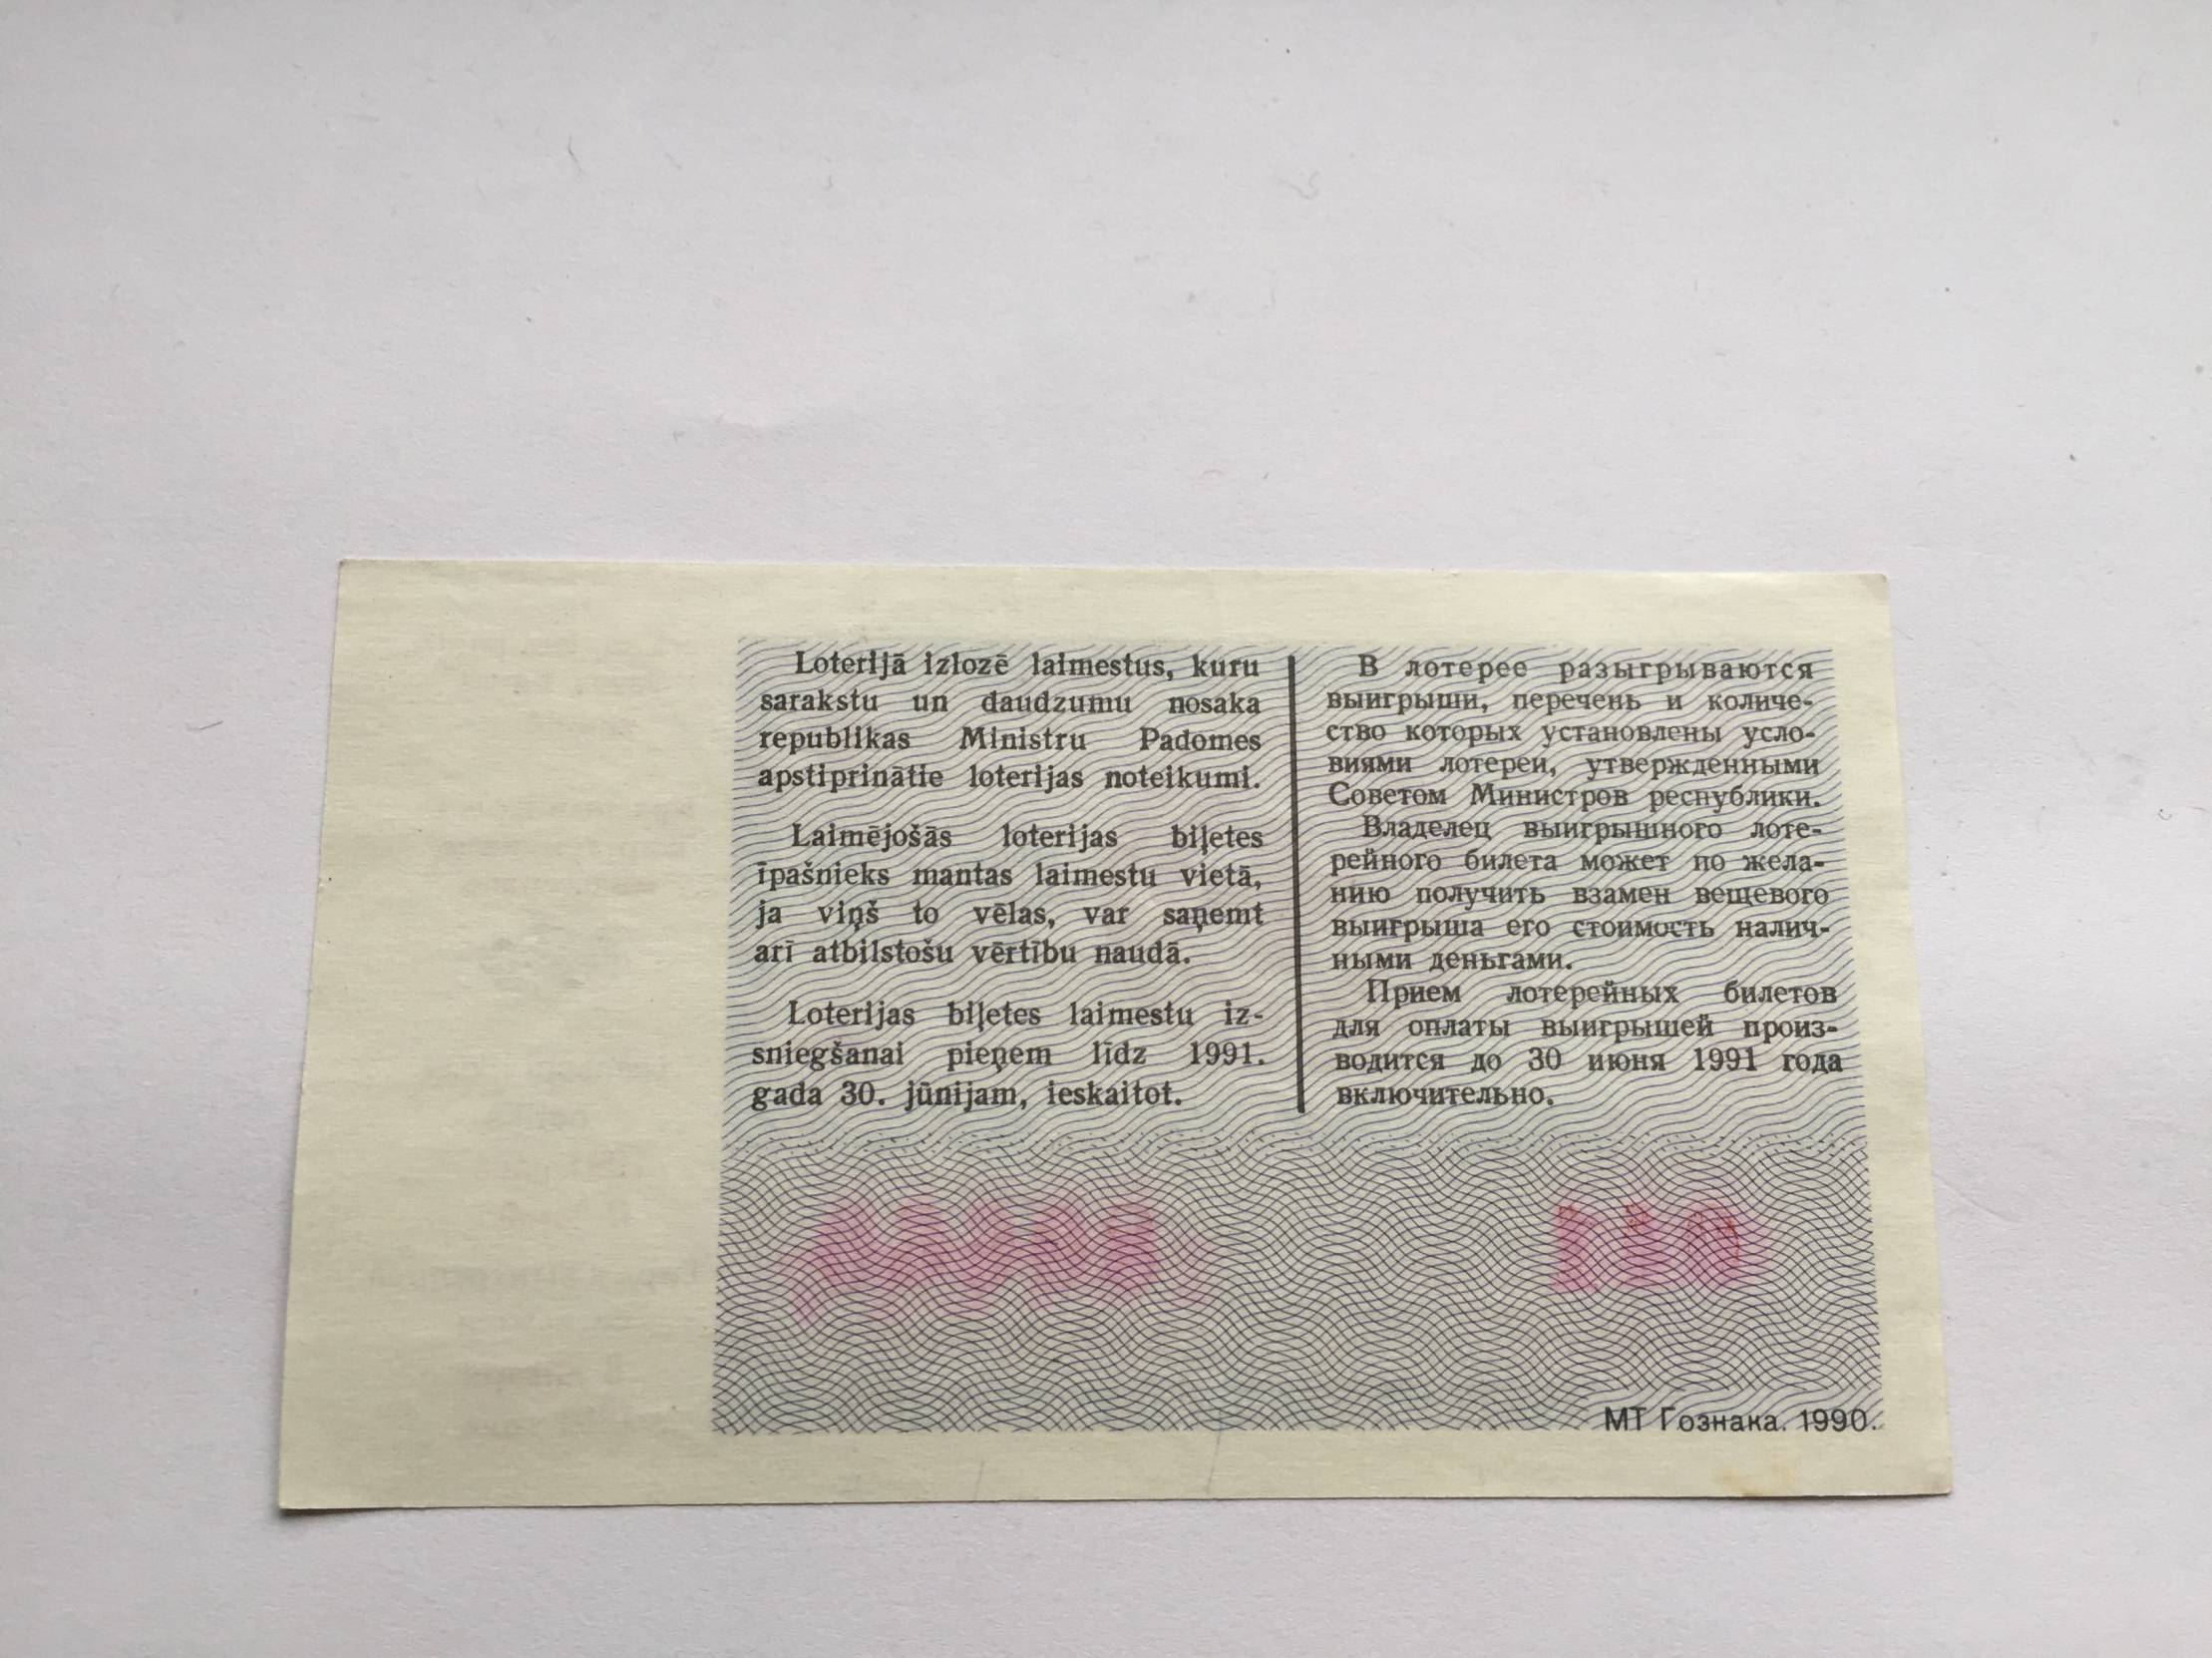 Loterijā izlozē laimestus, kuru
sarakstu un daudzumu nosaka
republikas Ministru Padomes
apstiprinātie loterijas noteikumi.
Laimējošās loterijas biļetes
īpašnieks mantas laimestu vietā,
ja viņš to vēlas, var saņemt
arī atbilstošu vērtību naudā.
Loterijas biļetes laimestu iz-
sniegšanai pieņem līdz 1991.
gada 30. jūnijam, ieskaitot.
В лотерее разыгрываются
выигрыши, перечень и количе-
ство которых установлены усло-
виями лотереи, утвержденными
Советом Министров республики.
Владелец выигрышного лоте-
рейного билета может по жела-
нию получить взамен вещевого
выигрыша его стоимость налич-
ными деньгами.
Прием лотерейных билетов
для оплаты выигрышей произ-
водится до 30 июня 1991 года
включительно.
МТ Гознака. 1990.